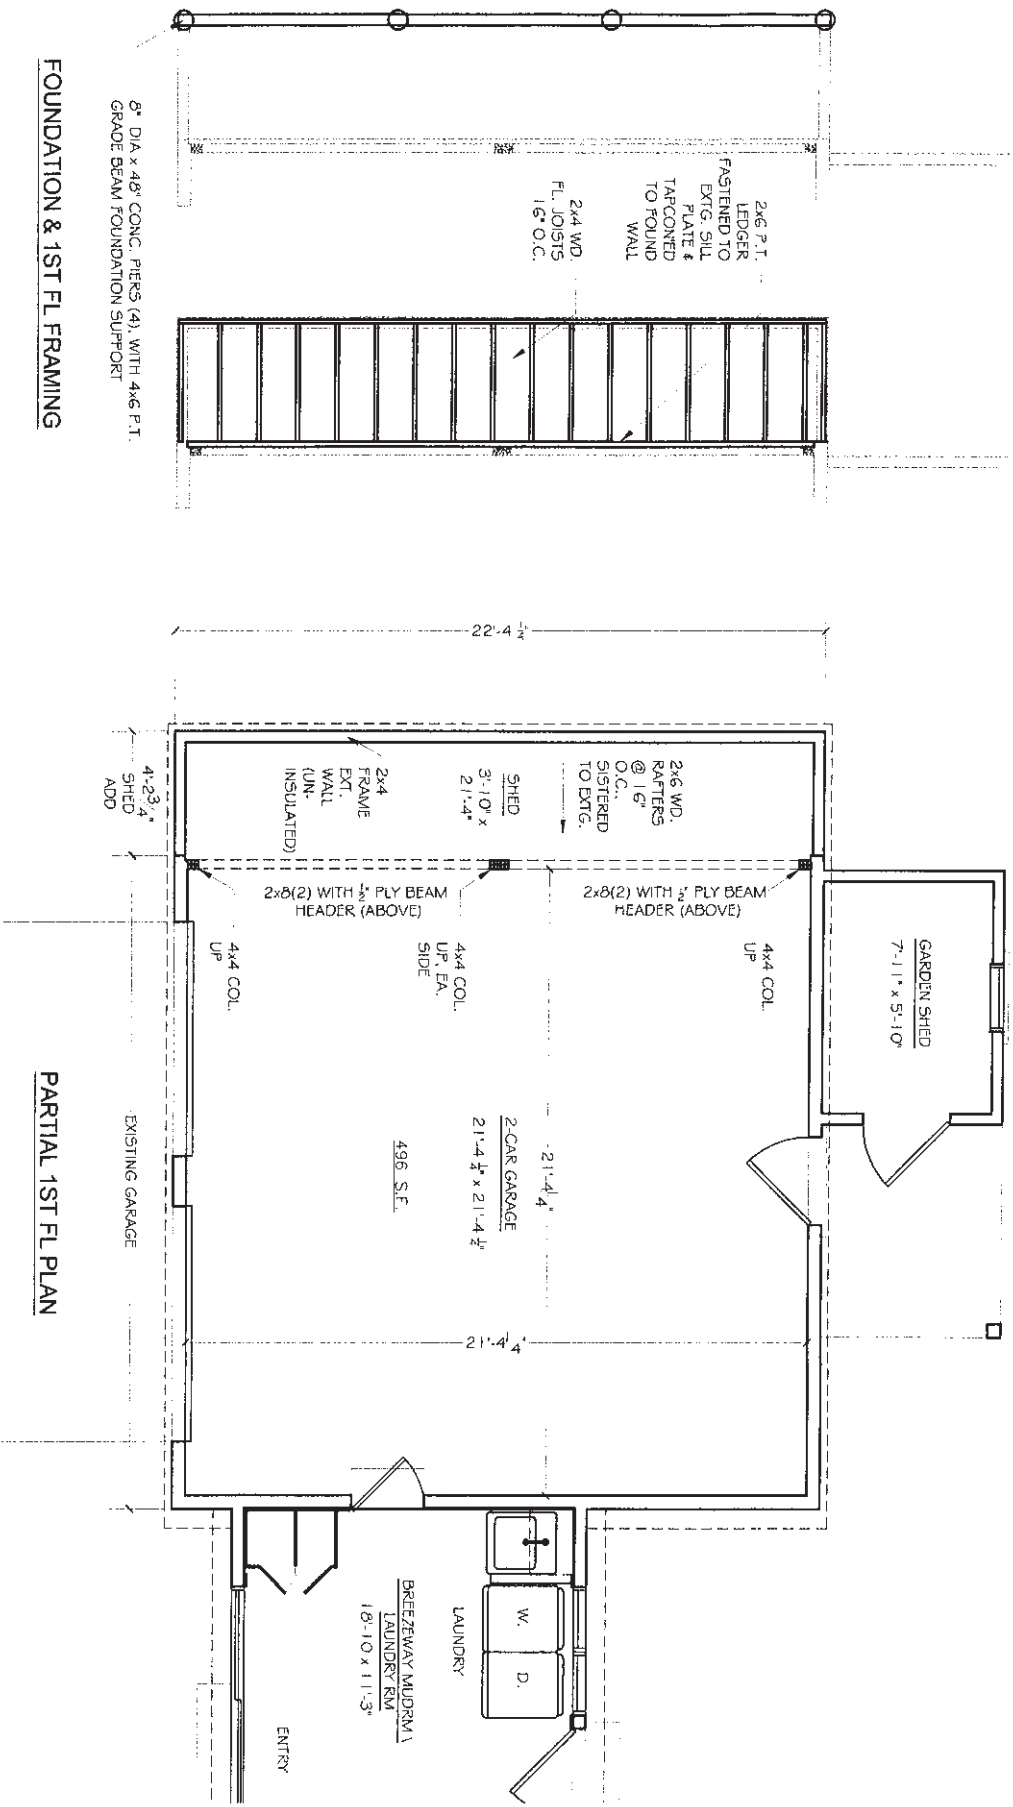 2x6 P.T.
LEDGER
FASTENED TO
EXTG. SILL
PLATE &
TAPCONED
TO FOUND
WALL
2x4 WD.
FL. JOISTS
16" O.C.
8" DIA x 48" CONC. PIERS (4), WITH 4x6 P.T.
GRADE BEAM FOUNDATION SUPPORT
FOUNDATION & 1ST FL FRAMING
22'-4 1/2"
2x6 WD.
RAFTERS
@ 16"
O.C.,
SISTERED
TO EXTG.
SHED
3'-10" x
21'-4"
2x4
FRAME
EXT.
WALL
(UN-
INSULATED)
4'-2 3/4"
SHED
ADD
2x8(2) WITH 1/2" PLY BEAM
HEADER (ABOVE)
2x8(2) WITH 1/2" PLY BEAM
HEADER (ABOVE)
4x4 COL.
UP
4x4 COL.
UP, EA.
SIDE
4x4 COL.
UP
GARDEN SHED
7'-11" x 5'-10"
21'-4 1/4"
2-CAR GARAGE
21'-4 1/2" x 21'-4 1/2"
496 S.F.
21'-4 1/4"
EXISTING GARAGE
W.
D.
LAUNDRY
BREEZEWAY MUDRM \
LAUNDRY RM
18'-10 x 11'-3"
ENTRY
PARTIAL 1ST FL PLAN